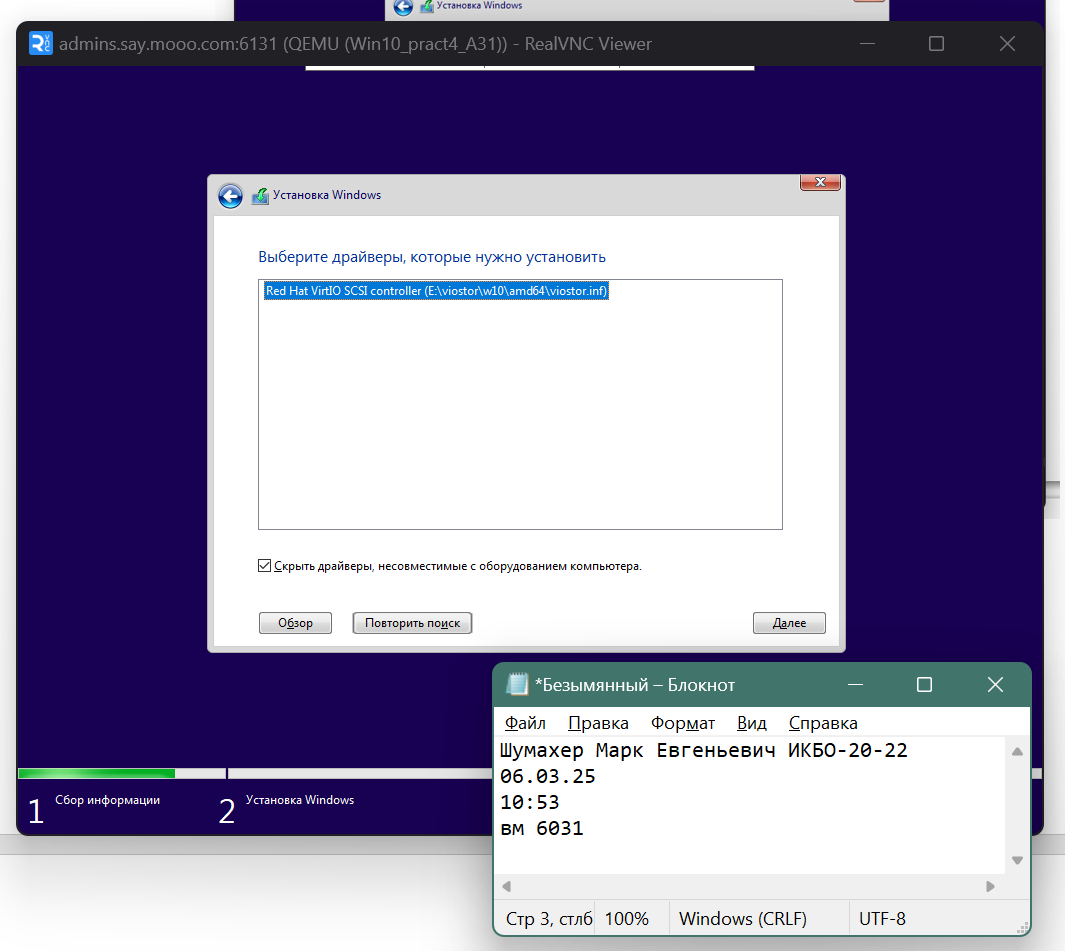 Установка Windows
admins.say.mooo.com:6131 (QEMU (Win10_pract4_A31)) - RealVNC Viewer
Установка Windows
Выберите драйверы, которые нужно установить
Red Hat VirtIO SCSI controller (E:\viostor\w10\amd64\viostor.inf)
Скрыть драйверы, несовместимые с оборудованием компьютера.
Обзор
Повторить поиск
Далее
*Безымянный – Блокнот
Файл Правка Формат Вид Справка
Шумахер Марк Евгеньевич ИКБО-20-22
06.03.25
10:53
вм 6031
1 Сбор информации
2 Установка Windows
Стр 3, стлб 100% Windows (CRLF) UTF-8